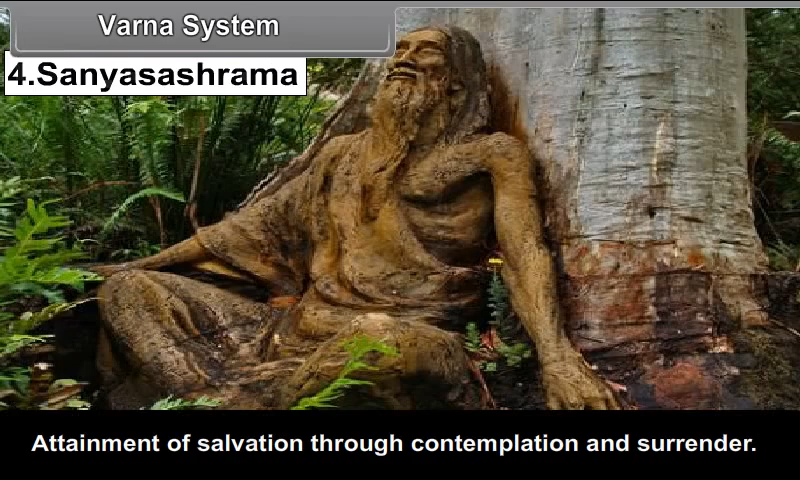 Varna System
4.Sanyasashrama
Attainment of salvation through contemplation and surrender.